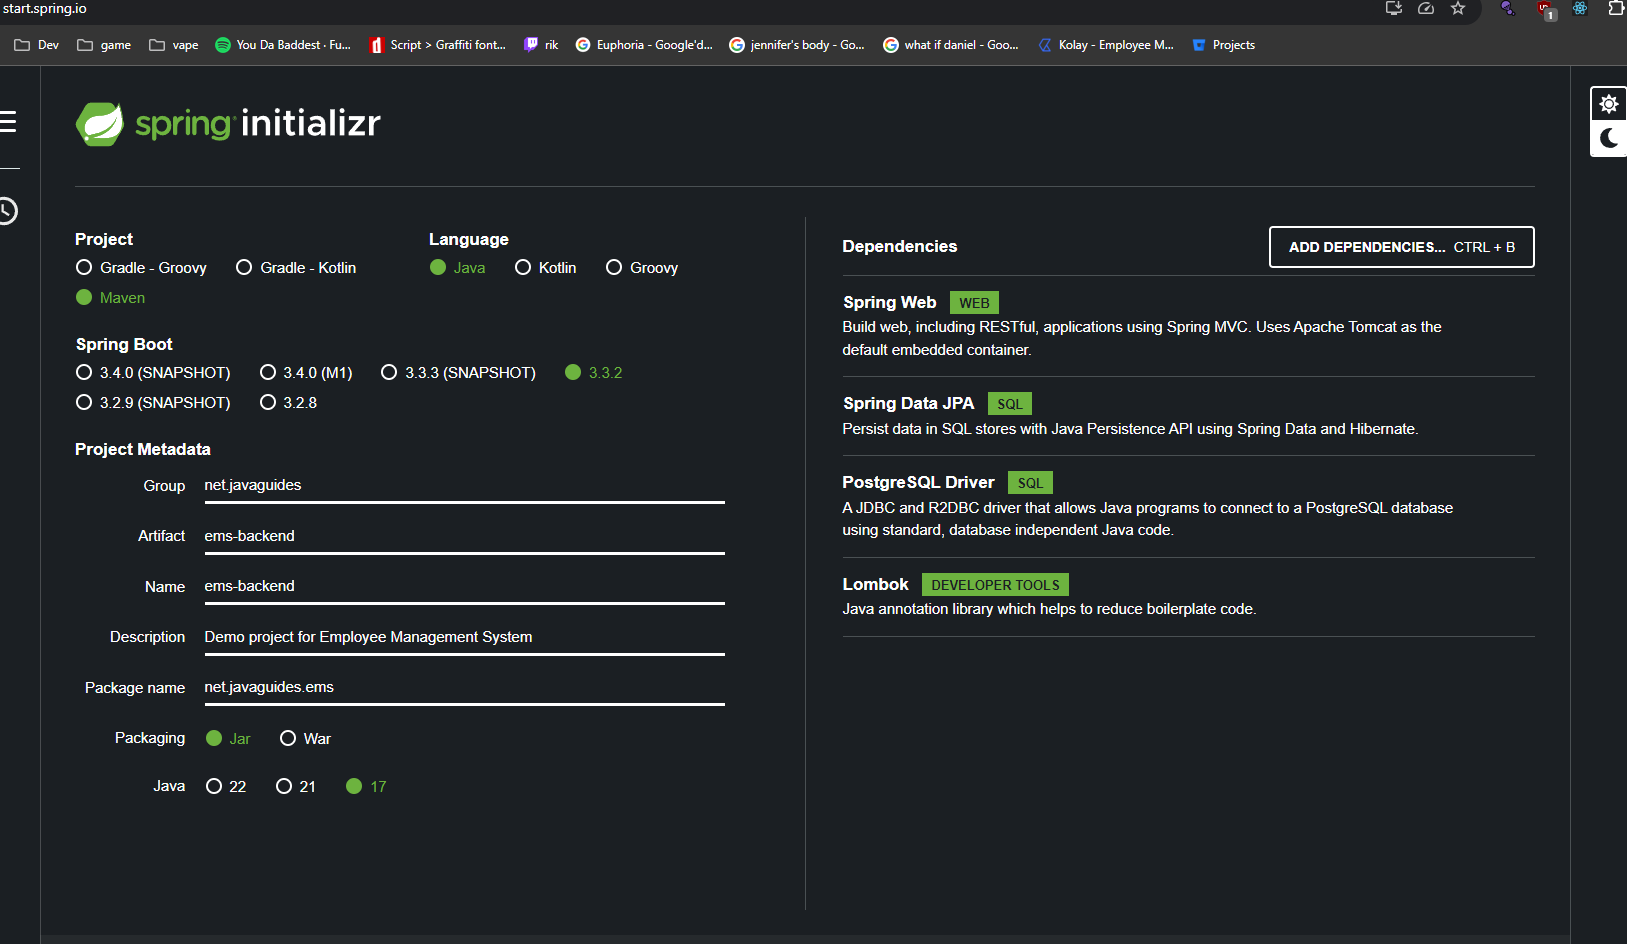 start.spring.io
1
Dev game vape You Da Baddest · Fu... Script > Graffiti font... rik Euphoria - Google'd... jennifer's body - Go... what if daniel - Goo... Kolay - Employee M... Projects
spring initializr
Project
Gradle - Groovy Gradle - Kotlin
Maven
Language
Java Kotlin Groovy
Spring Boot
3.4.0 (SNAPSHOT) 3.4.0 (M1) 3.3.3 (SNAPSHOT) 3.3.2
3.2.9 (SNAPSHOT) 3.2.8
Project Metadata
Group net.javaguides
Artifact ems-backend
Name ems-backend
Description Demo project for Employee Management System
Package name net.javaguides.ems
Packaging Jar War
Java 22 21 17
Dependencies ADD DEPENDENCIES... CTRL + B
Spring Web WEB
Build web, including RESTful, applications using Spring MVC. Uses Apache Tomcat as the
default embedded container.
Spring Data JPA SQL
Persist data in SQL stores with Java Persistence API using Spring Data and Hibernate.
PostgreSQL Driver SQL
A JDBC and R2DBC driver that allows Java programs to connect to a PostgreSQL database
using standard, database independent Java code.
Lombok DEVELOPER TOOLS
Java annotation library which helps to reduce boilerplate code.